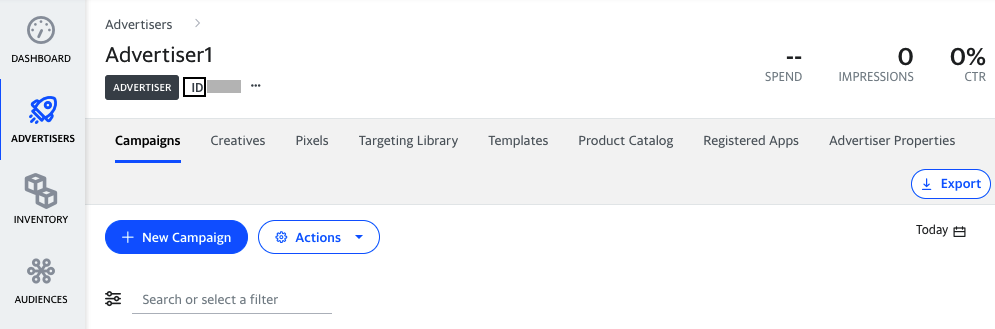 DASHBOARD
ADVERTISERS
INVENTORY
AUDIENCES
Advertisers >
Advertiser1
ADVERTISER ID ...
-- 0 0%
SPEND IMPRESSIONS CTR
Campaigns Creatives Pixels Targeting Library Templates Product Catalog Registered Apps Advertiser Properties
Export
+ New Campaign Actions Today
Search or select a filter